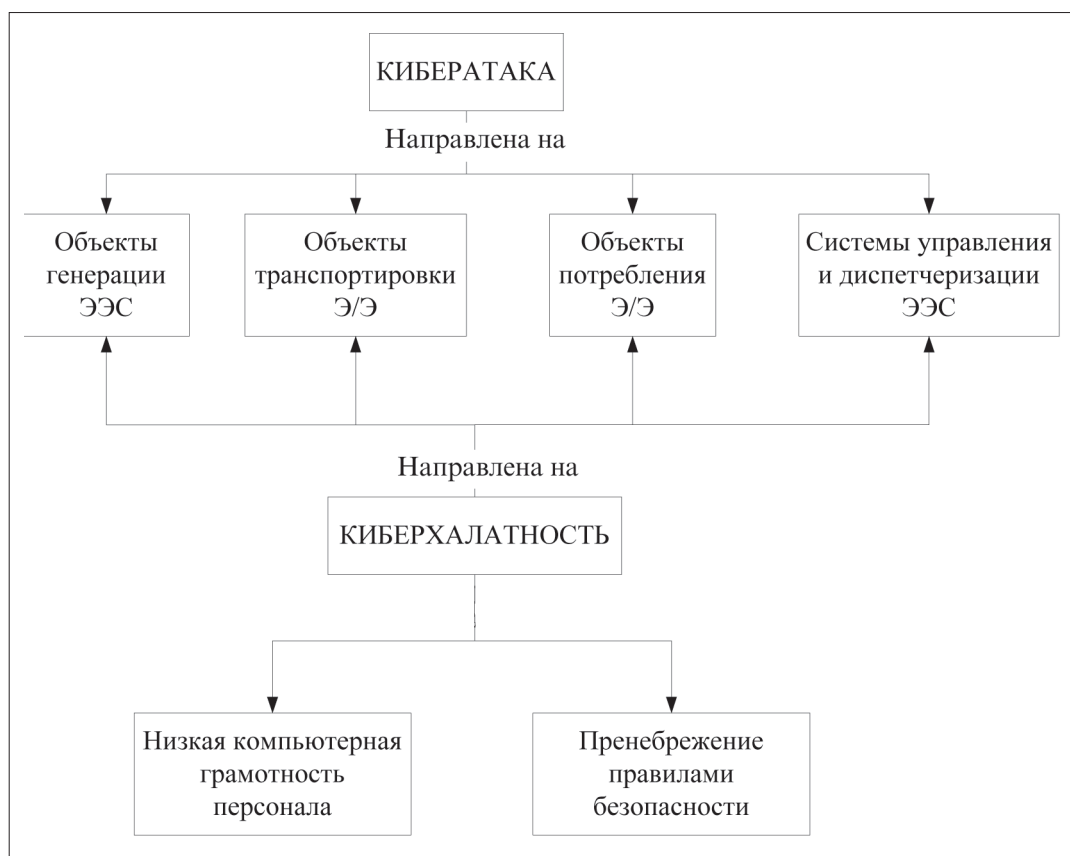 КИБЕРАТАКА
Направлена на
Объекты
генерации
ЭЭС
Объекты
транспортировки
Э/Э
Объекты
потребления
Э/Э
Системы управления
и диспетчеризации
ЭЭС
Направлена на
КИБЕРХАЛАТНОСТЬ
Низкая компьютерная
грамотность
персонала
Пренебрежение
правилами
безопасности